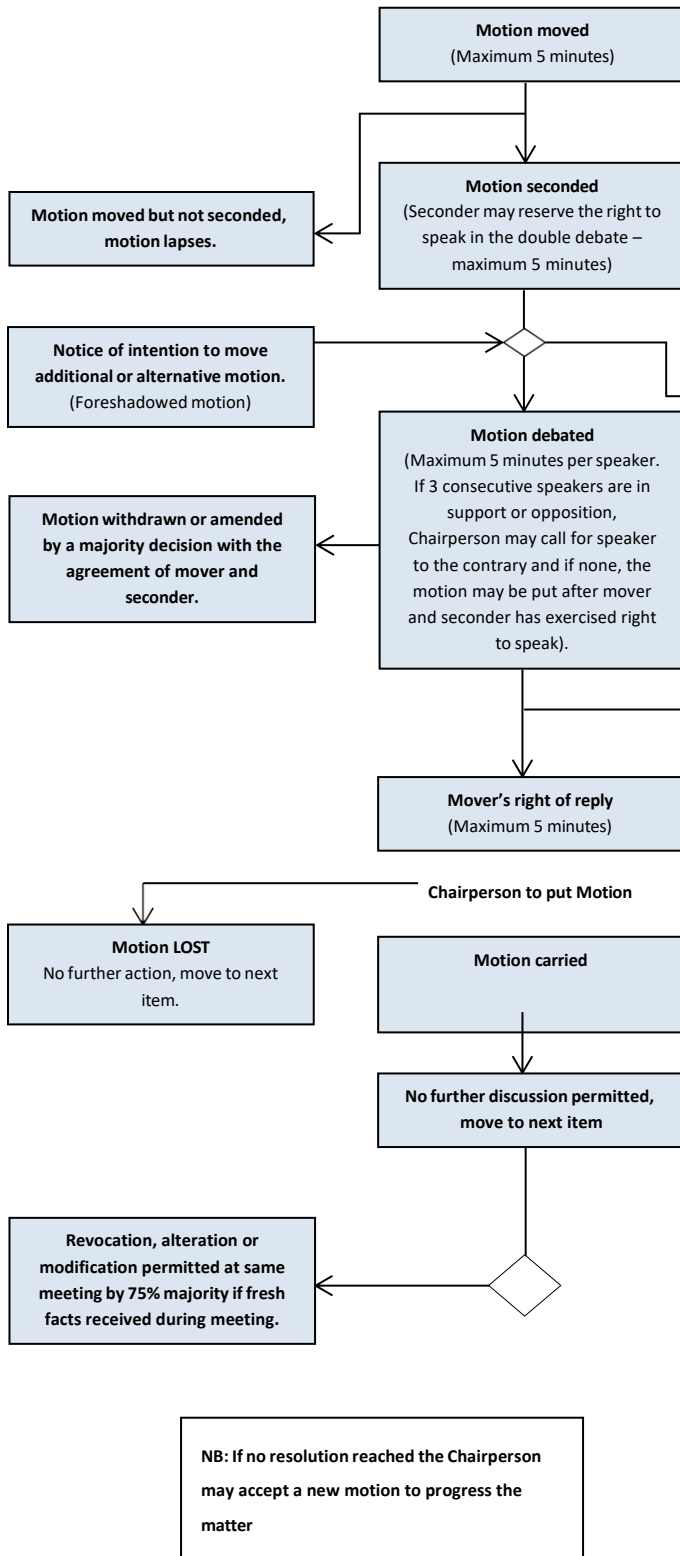 Motion moved
(Maximum 5 minutes)
Motion seconded
(Seconder may reserve the right to
speak in the double debate –
maximum 5 minutes)
Motion moved but not seconded,
motion lapses.
Notice of intention to move
additional or alternative motion.
(Foreshadowed motion)
Motion debated
(Maximum 5 minutes per speaker.
If 3 consecutive speakers are in
support or opposition,
Chairperson may call for speaker
to the contrary and if none, the
motion may be put after mover
and seconder has exercised right
to speak).
Motion withdrawn or amended
by a majority decision with the
agreement of mover and
seconder.
Mover’s right of reply
(Maximum 5 minutes)
Chairperson to put Motion
Motion LOST
No further action, move to next
item.
Motion carried
No further discussion permitted,
move to next item
Revocation, alteration or
modification permitted at same
meeting by 75% majority if fresh
facts received during meeting.
NB: If no resolution reached the Chairperson
may accept a new motion to progress the
matter